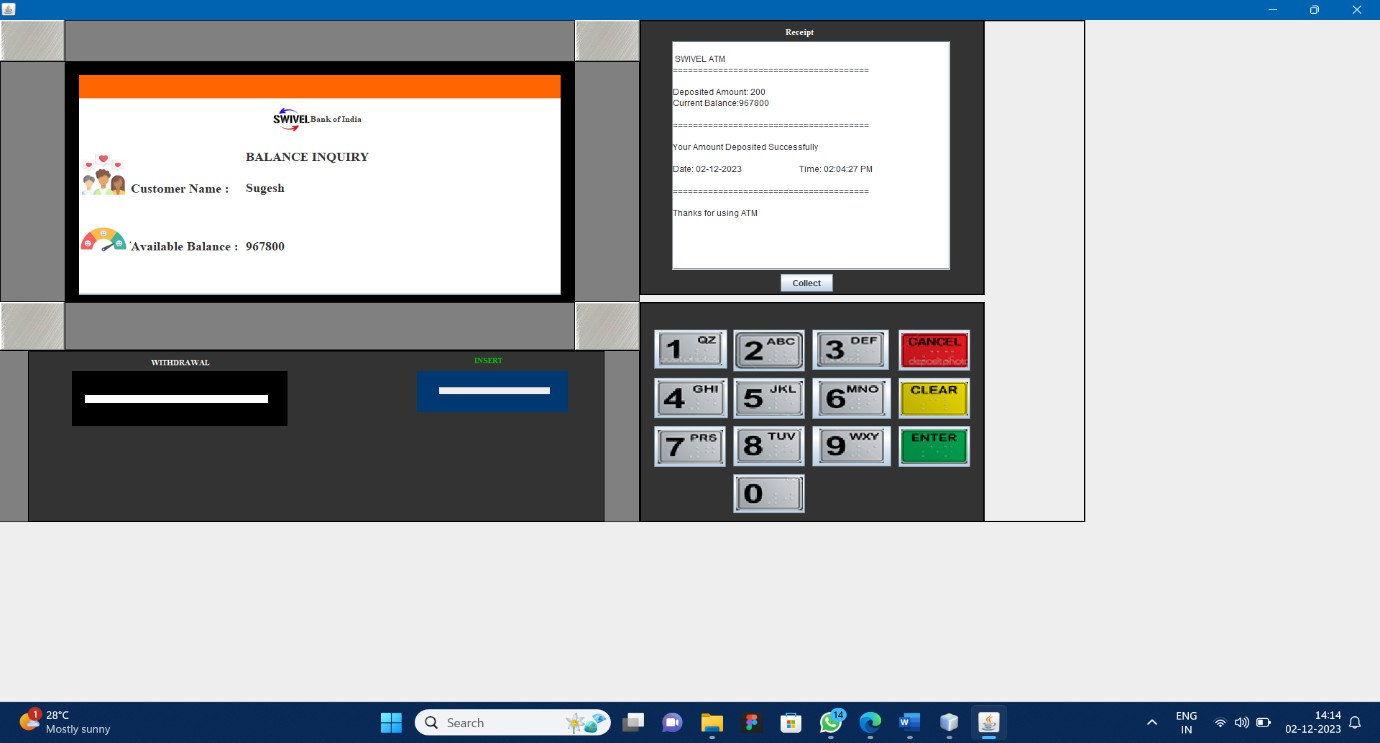 SWIVEL Bank of India
BALANCE INQUIRY
Customer Name : Sugesh
Available Balance : 967800
Receipt
SWIVEL ATM
=======================================
Deposited Amount: 200
Current Balance:967800
=======================================
Your Amount Deposited Successfully
Date: 02-12-2023 Time: 02:04:27 PM
=======================================
Thanks for using ATM
Collect
WITHDRAWAL
INSERT
1 QZ 2 ABC 3 DEF CANCEL
depositphotos
4 GHI 5 JKL 6 MNO CLEAR
7 PRS 8 TUV 9 WXY ENTER
0
1
28°C
Mostly sunny
Search
14
W
ENG
IN
14:14
02-12-2023